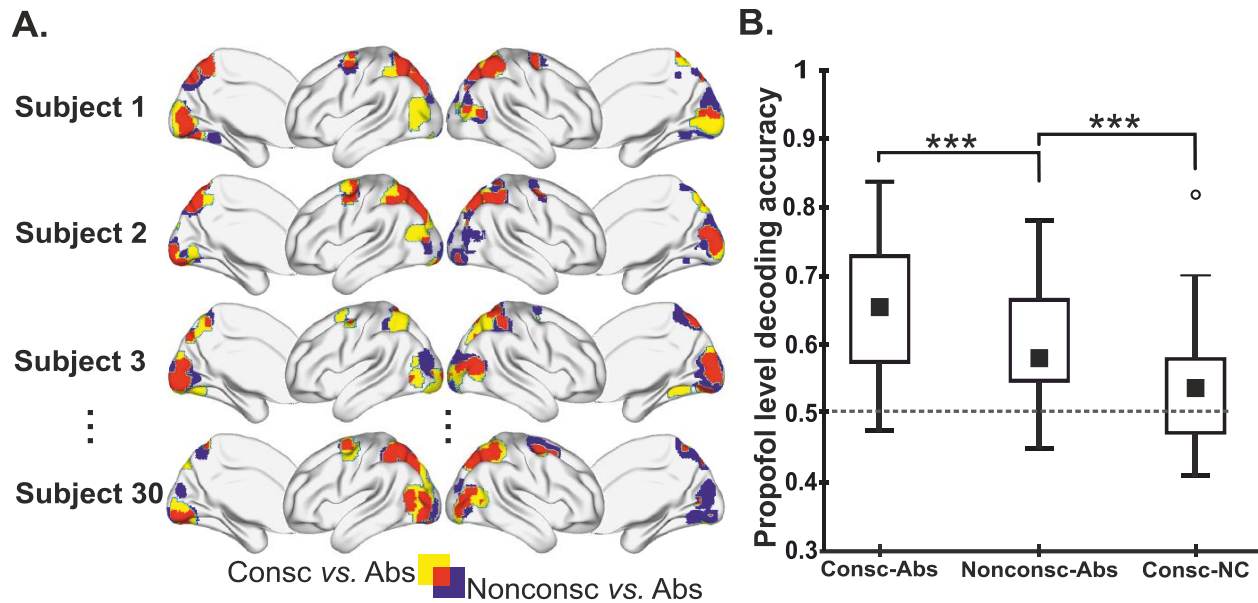 A.
Subject 1
Subject 2
Subject 3
⋮ ⋮
Subject 30
Consc vs. Abs
Nonconsc vs. Abs
B.
Propofol level decoding accuracy
1
0.9
0.8
0.7
0.6
0.5
0.4
0.3
***
***
Consc-Abs Nonconsc-Abs Consc-NC